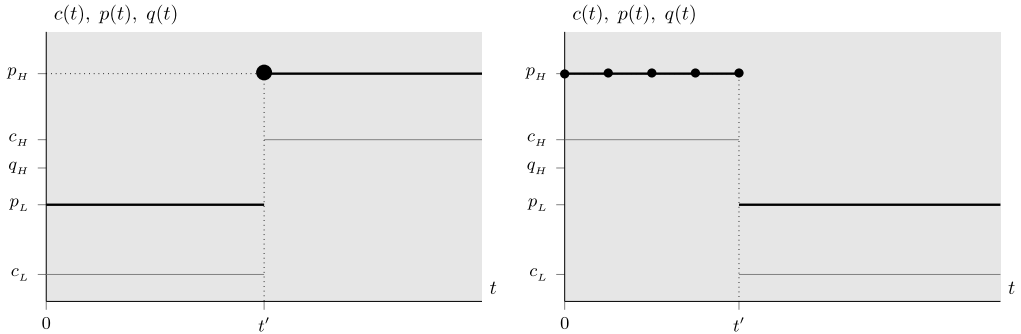 c(t), p(t), q(t)
p_H
c_H
q_H
p_L
c_L
0
t′
t
c(t), p(t), q(t)
p_H
c_H
q_H
p_L
c_L
0
t′
t